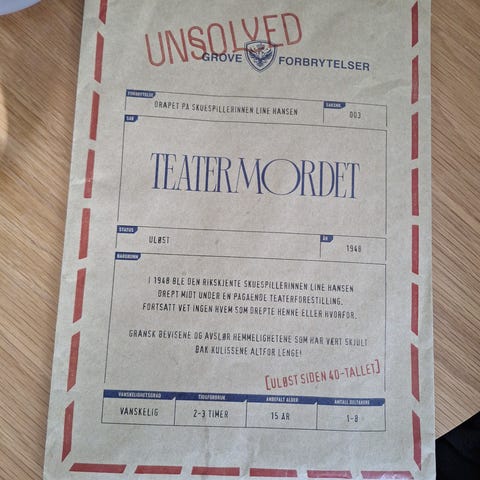 UNSOLVED
GROVE FORBRYTELSER
FORBRYTELSE
DRAPET PÅ SKUESPILLERINNEN LINE HANSEN
SAKSNR.
003
SAK
TEATERMORDET
STATUS
ULØST
ÅR
1948
BAKGRUNN
I 1948 BLE DEN RIKSKJENTE SKUESPILLERINNEN LINE HANSEN
DREPT MIDT UNDER EN PÅGÅENDE TEATERFORESTILLING.
FORTSATT VET INGEN HVEM SOM DREPTE HENNE ELLER HVORFOR.
GRANSK BEVISENE OG AVSLØR HEMMELIGHETENE SOM HAR VÆRT SKJULT
BAK KULISSENE ALTFOR LENGE!
[ULØST SIDEN 40-TALLET]
VANSKELIGHETSGRAD TIDSFORBRUK ANBEFALT ALDER ANTALL DELTAKERE
VANSKELIG 2-3 TIMER 15 ÅR 1-8